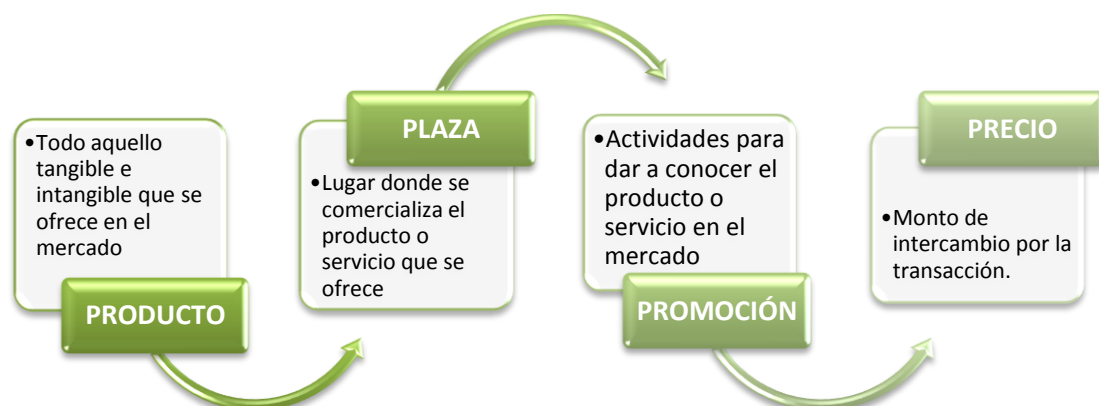 •Todo aquello
tangible e
intangible que se
ofrece en el
mercado
PRODUCTO
PLAZA
•Lugar donde se
comercializa el
producto o
servicio que se
ofrece
•Actividades para
dar a conocer el
producto o
servicio en el
mercado
PROMOCIÓN
PRECIO
•Monto de
intercambio por la
transacción.